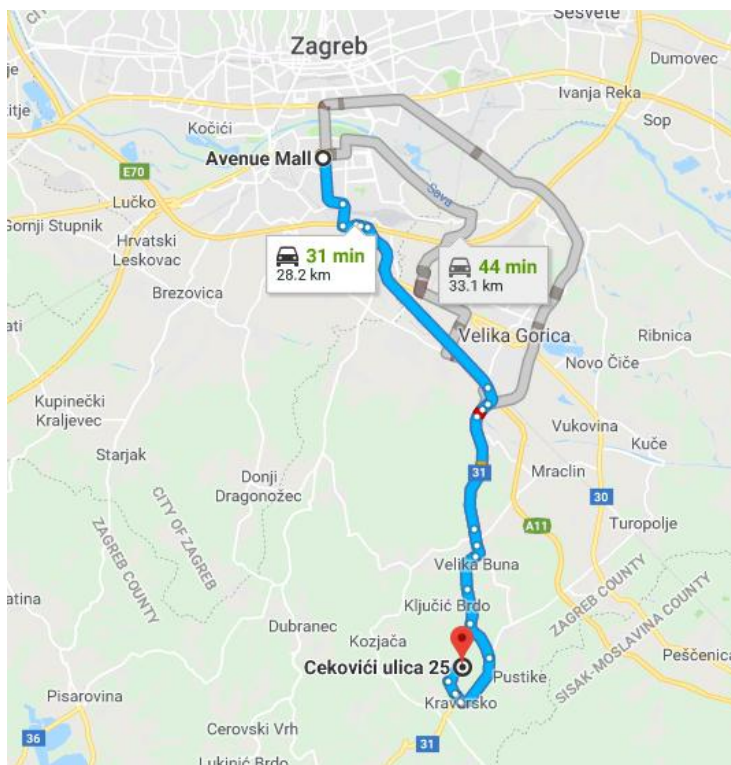 Sesvete
Zagreb
Dumovec
Ivanja Reka
Kočići
Sop
Avenue Mall
E70
Sava
Lučko
Gornji Stupnik
Hrvatski
Leskovac
31 min
28.2 km
44 min
33.1 km
Brezovica
Velika Gorica
Ribnica
Novo Čiče
Kupinečki
Kraljevec
Vukovina
Starjak
Kuče
Donji
Dragonožec
31
Mraclin
30
CITY OF ZAGREB
ZAGREB COUNTY
A11
Turopolje
Velika Buna
Ključić Brdo
ZAGREB COUNTY
SISAK-MOSLAVINA COUNTY
Dubranec
Kozjača
Cekovići ulica 25
Pustike
Peščenica
Pisarovina
Kravarsko
Cerovski Vrh
36
31
Lukinić Brdo